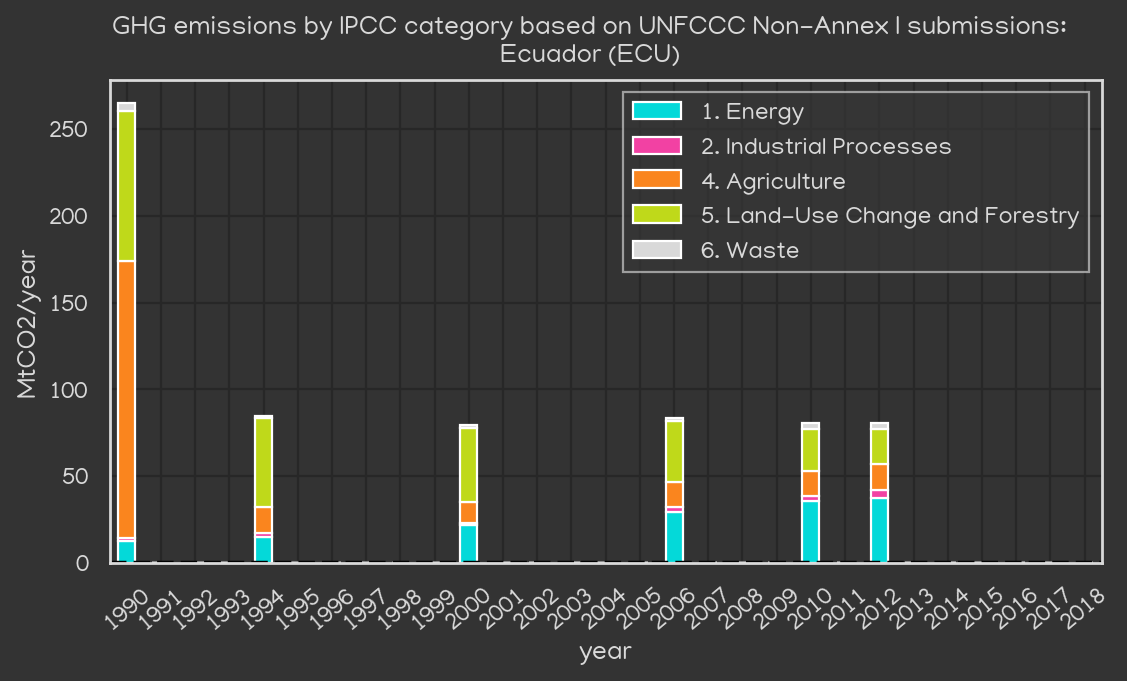 GHG emissions by IPCC category based on UNFCCC Non-Annex I submissions:
Ecuador (ECU)
1. Energy
2. Industrial Processes
4. Agriculture
5. Land-Use Change and Forestry
6. Waste
MtCO2/year
250
200
150
100
50
0
1990 1991 1992 1993 1994 1995 1996 1997 1998 1999 2000 2001 2002 2003 2004 2005 2006 2007 2008 2009 2010 2011 2012 2013 2014 2015 2016 2017 2018
year